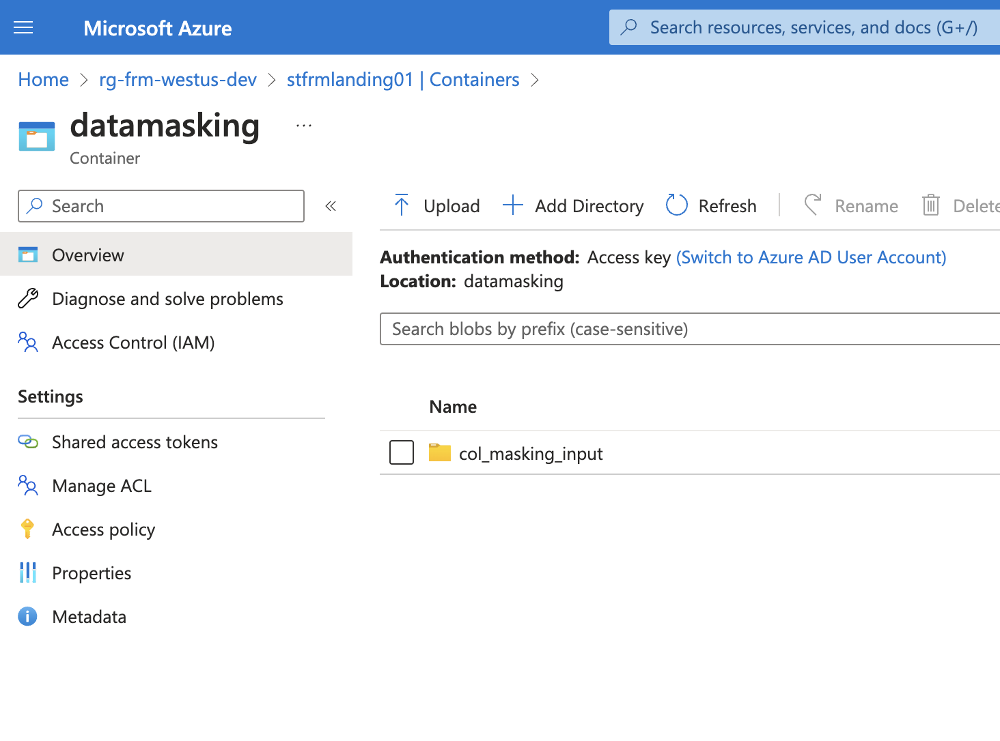 Microsoft Azure
Search resources, services, and docs (G+/)
Home > rg-frm-westus-dev > stfrmlanding01 | Containers >
datamasking ...
Container
Search «
Upload Add Directory Refresh Rename Delete
Overview
Diagnose and solve problems
Access Control (IAM)
Settings
Shared access tokens
Manage ACL
Access policy
Properties
Metadata
Authentication method: Access key (Switch to Azure AD User Account)
Location: datamasking
Search blobs by prefix (case-sensitive)
Name
col_masking_input